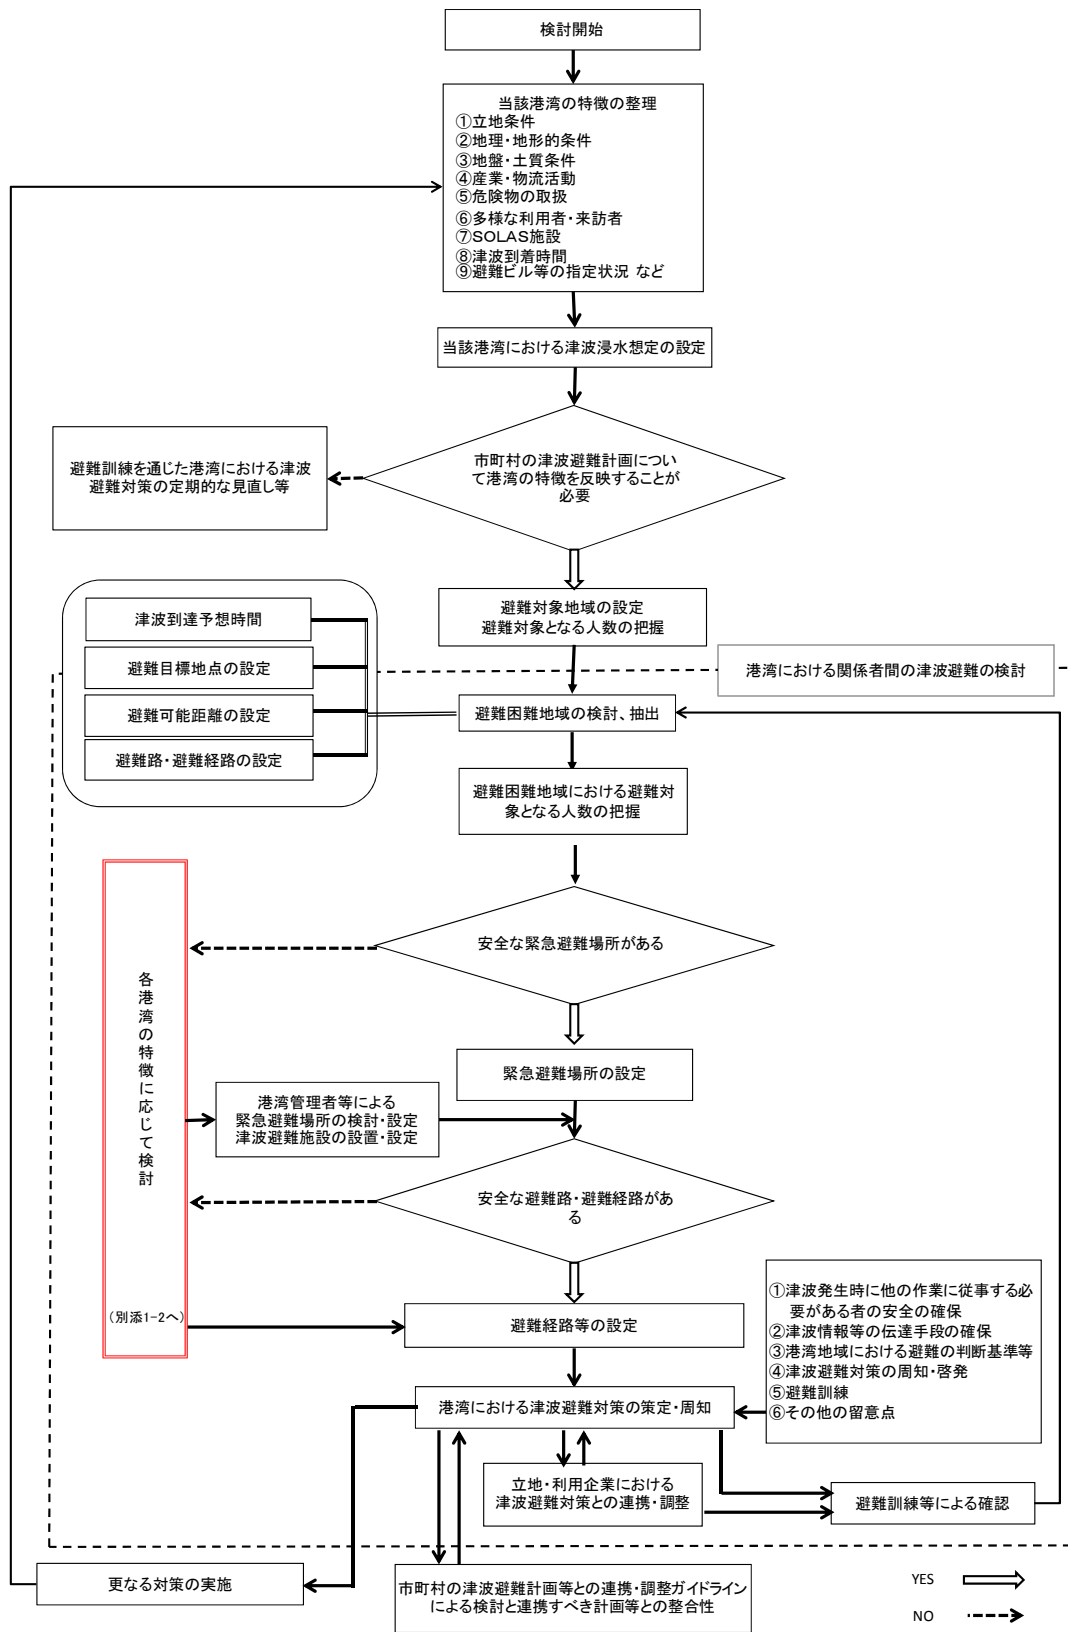 検討開始
当該港湾の特徴の整理
①立地条件
②地理・地形的条件
③地盤・土質条件
④産業・物流活動
⑤危険物の取扱
⑥多様な利用者・来訪者
⑦SOLAS施設
⑧津波到着時間
⑨避難ビル等の指定状況 など
当該港湾における津波浸水想定の設定
市町村の津波避難計画につい
て港湾の特徴を反映することが
必要
避難訓練を通じた港湾における津波
避難対策の定期的な見直し等
避難対象地域の設定
避難対象となる人数の把握
津波到達予想時間
避難目標地点の設定
避難可能距離の設定
避難路・避難経路の設定
港湾における関係者間の津波避難の検討
避難困難地域の検討、抽出
避難困難地域における避難対
象となる人数の把握
安全な緊急避難場所がある
各港湾の特徴に応じて検討
(別添1-2へ)
緊急避難場所の設定
港湾管理者等による
緊急避難場所の検討・設定
津波避難施設の設置・設定
安全な避難路・避難経路があ
る
避難経路等の設定
①津波発生時に他の作業に従事する必
要がある者の安全の確保
②津波情報等の伝達手段の確保
③港湾地域における避難の判断基準等
④津波避難対策の周知・啓発
⑤避難訓練
⑥その他の留意点
港湾における津波避難対策の策定・周知
立地・利用企業における
津波避難対策との連携・調整
避難訓練等による確認
更なる対策の実施
市町村の津波避難計画等との連携・調整ガイドライン
による検討と連携すべき計画等との整合性
YES
NO